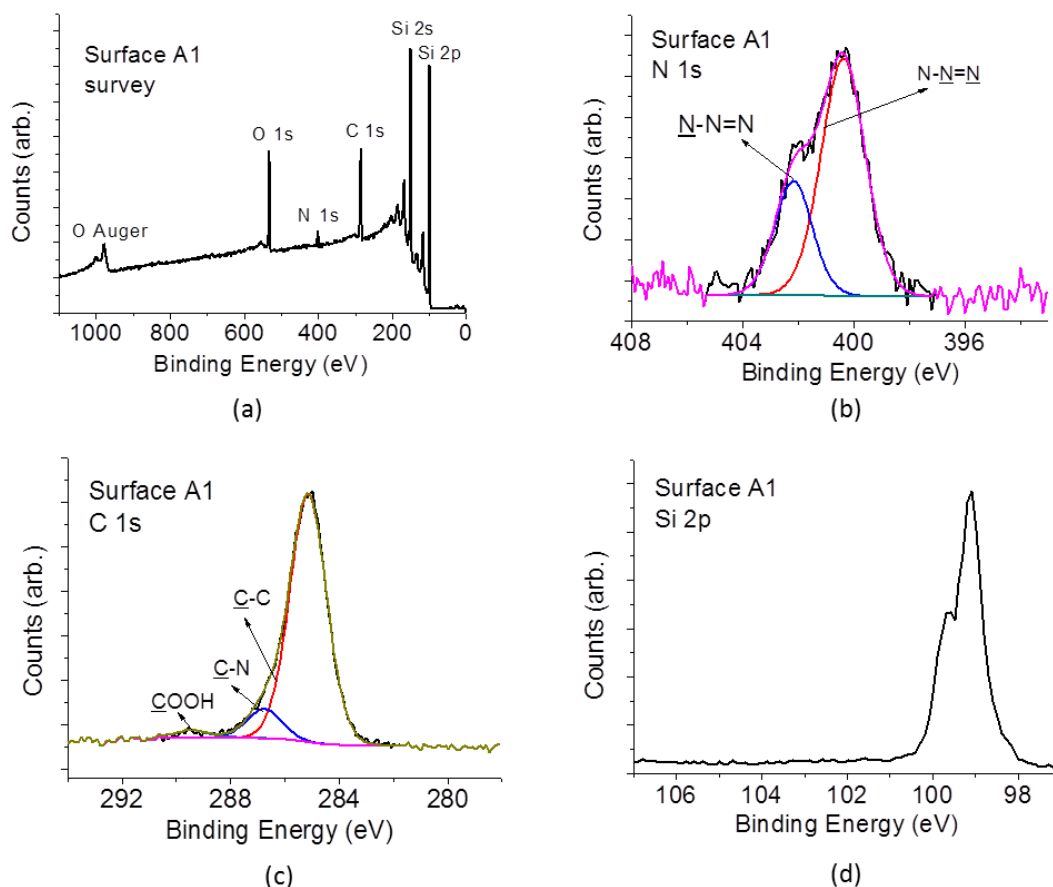 Surface A1
survey
Si 2s
Si 2p
O 1s
C 1s
N 1s
O Auger
Counts (arb.)
1000 800 600 400 200 0
Binding Energy (eV)
(a)
Surface A1
N 1s
N-N=N
N-N=N
Counts (arb.)
408 404 400 396
Binding Energy (eV)
(b)
Surface A1
C 1s
C-C
C-N
COOH
Counts (arb.)
292 288 284 280
Binding Energy (eV)
(c)
Surface A1
Si 2p
Counts (arb.)
106 104 102 100 98
Binding Energy (eV)
(d)